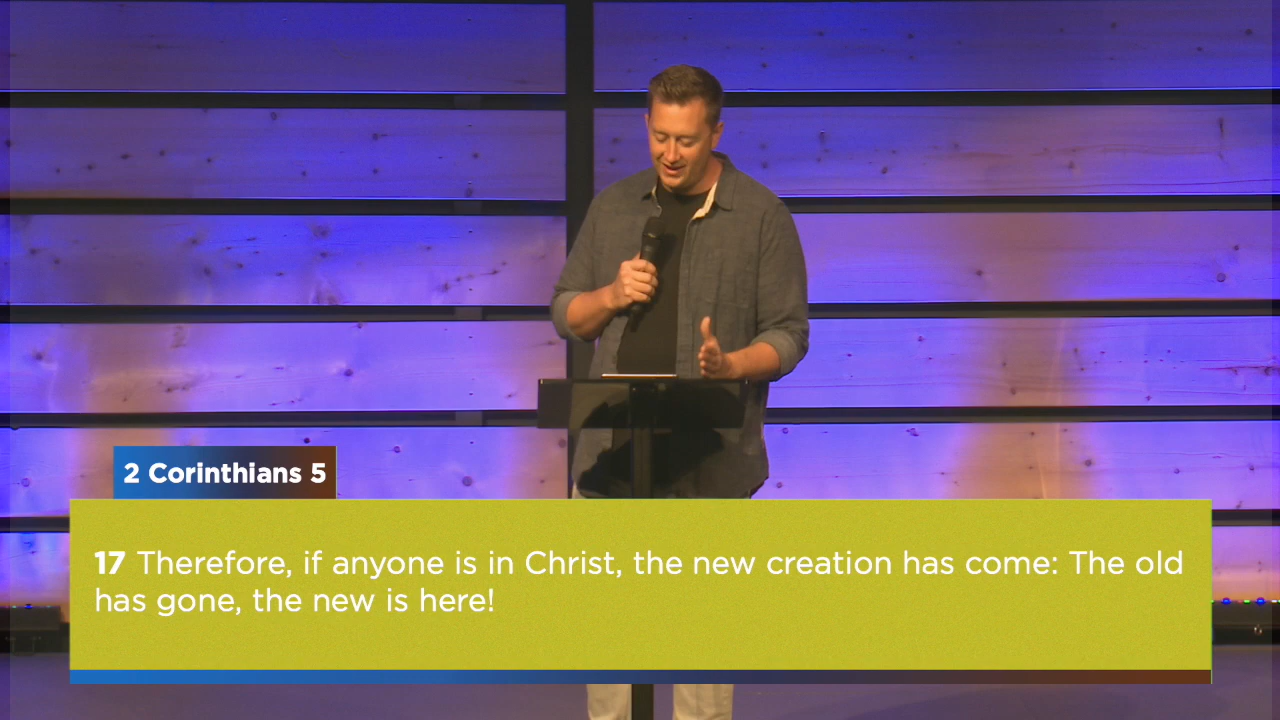 2 Corinthians 5
17 Therefore, if anyone is in Christ, the new creation has come: The old
has gone, the new is here!